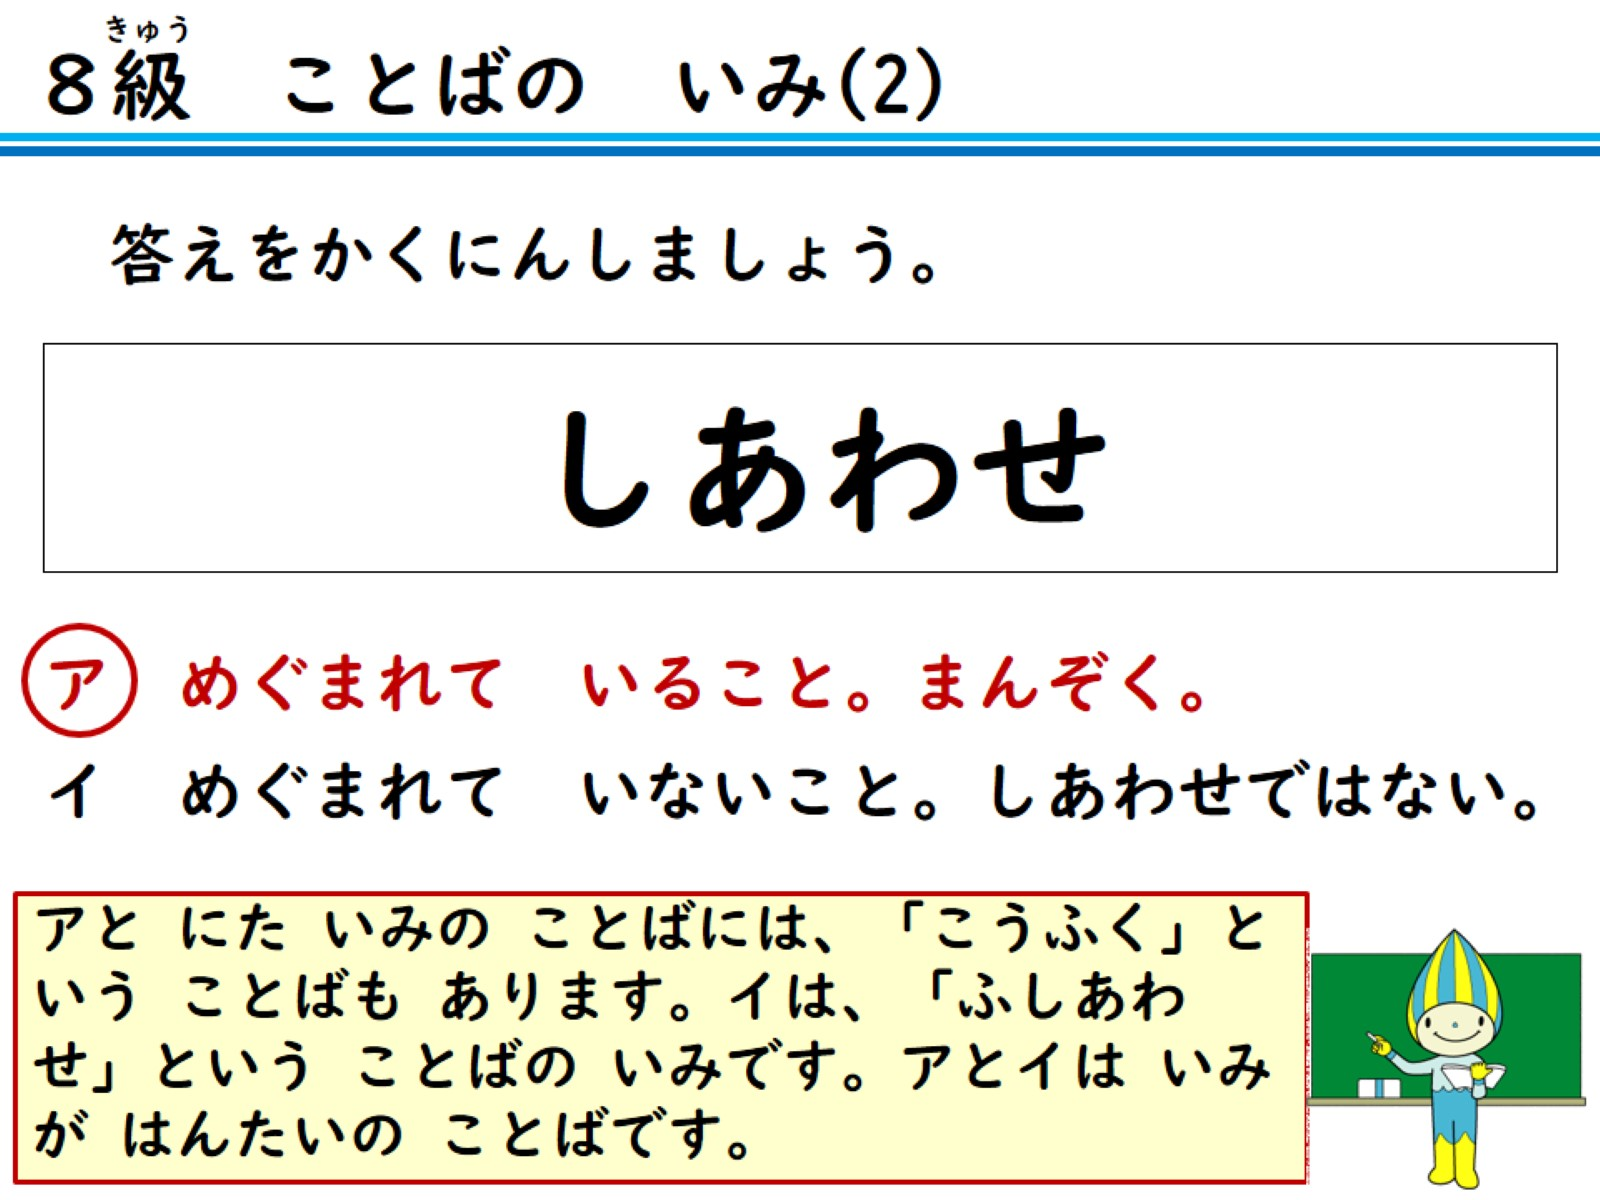 きゅう
８級　ことばの　いみ(2)
答えをかくにんしましょう。
しあわせ
ア　めぐまれて　いること。まんぞく。
イ　めぐまれて　いないこと。しあわせではない。
アと にた いみの ことばには、「こうふく」と
いう ことばも あります。イは、「ふしあわ
せ」という ことばの いみです。アとイは いみ
が はんたいの ことばです。